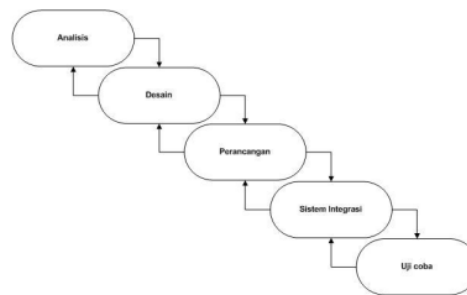 Analisis
Desain
Perancangan
Sistem Integrasi
Uji coba